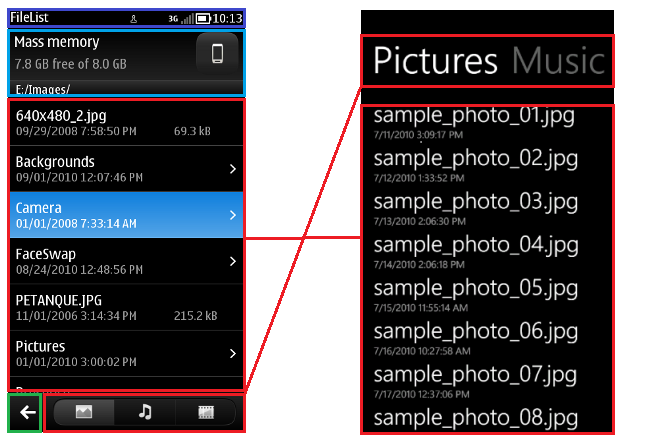 FileList 3G 10:13
Mass memory
7.8 GB free of 8.0 GB
E:/Images/
640x480_2.jpg
09/29/2008 7:58:50 PM 69.3 kB
Backgrounds
09/01/2010 12:07:46 PM
Camera
01/01/2008 7:33:14 AM
FaceSwap
08/24/2010 12:48:56 PM
PETANQUE.JPG
11/01/2006 3:14:34 PM 215.2 kB
Pictures
01/01/2010 3:00:02 PM
Pictures Music
sample_photo_01.jpg
7/11/2010 3:09:17 PM
sample_photo_02.jpg
7/12/2010 1:33:52 PM
sample_photo_03.jpg
7/13/2010 2:06:30 PM
sample_photo_04.jpg
7/14/2010 2:06:18 PM
sample_photo_05.jpg
7/15/2010 11:55:14 AM
sample_photo_06.jpg
7/16/2010 10:27:58 AM
sample_photo_07.jpg
7/17/2010 12:37:06 PM
sample_photo_08.jpg